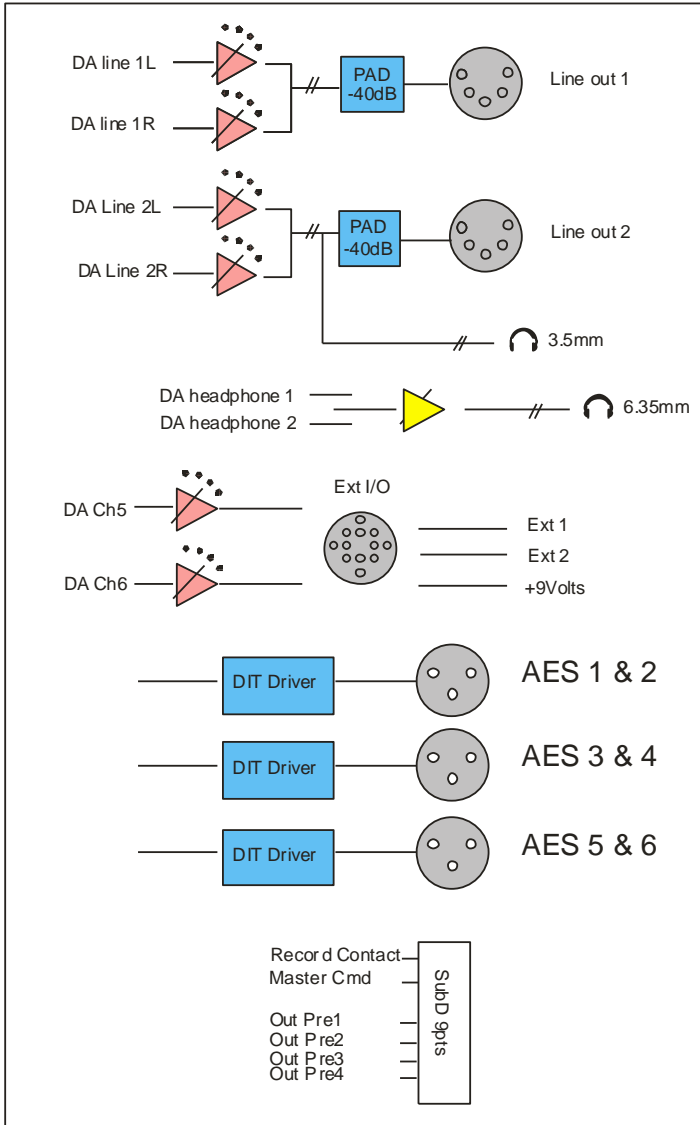 DA line 1L
PAD
-40dB
Line out 1
DA line 1R
DA Line 2L
PAD
-40dB
Line out 2
DA Line 2R
3.5mm
DA headphone 1
DA headphone 2
6.35mm
Ext I/O
DA Ch5
Ext 1
Ext 2
DA Ch6
+9Volts
DIT Driver
AES 1 & 2
DIT Driver
AES 3 & 4
DIT Driver
AES 5 & 6
Record Contact
Master Cmd
Out Pre1
Out Pre2
Out Pre3
Out Pre4
SubD 9pts